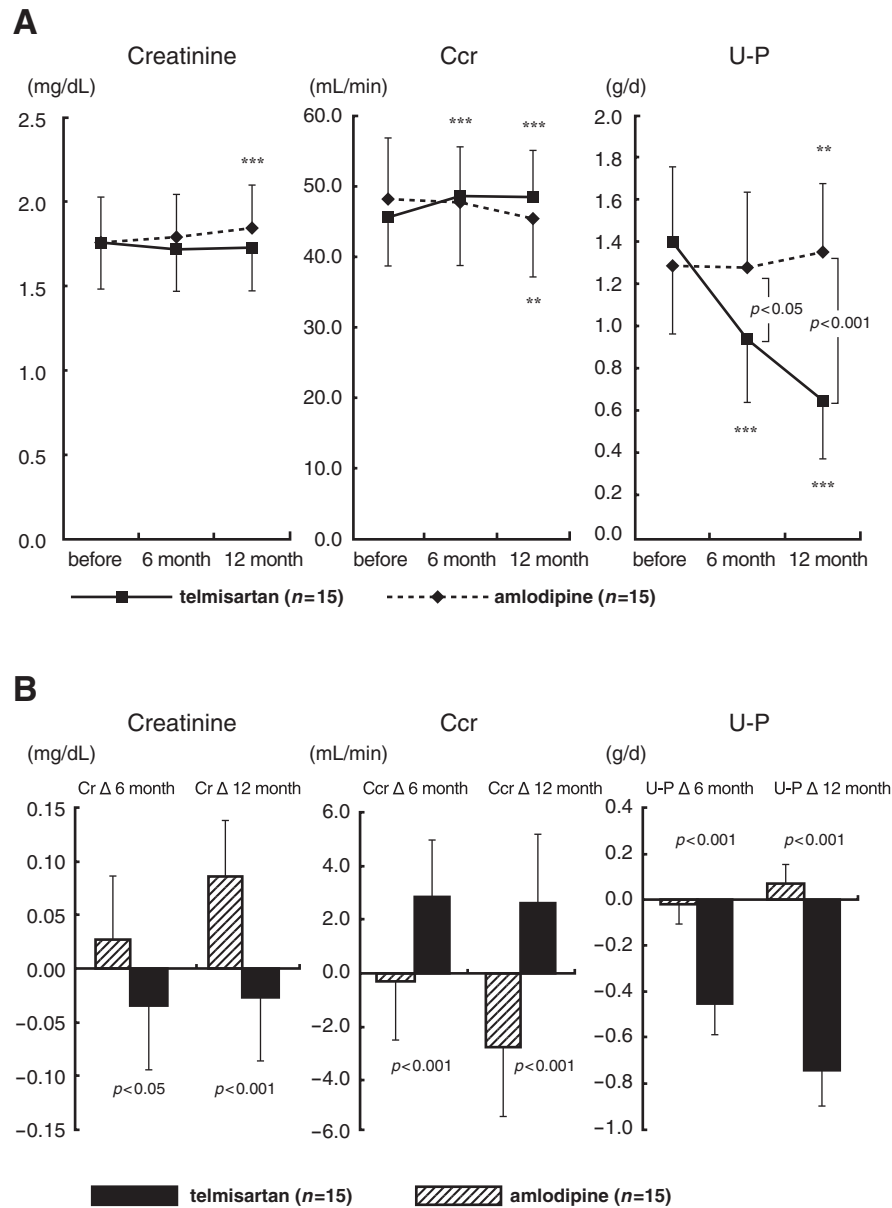 A
Creatinine Ccr U-P
(mg/dL) (mL/min) (g/d)
2.5
2.0
1.5
1.0
0.5
0.0
***
before 6 month 12 month
60.0
50.0
40.0
30.0
20.0
10.0
0.0
*** ***
**
before 6 month 12 month
2.0
1.8
1.6
1.4
1.2
1.0
0.8
0.6
0.4
0.2
0.0
**
p<0.05
p<0.001
***
***
before 6 month 12 month
telmisartan (n=15) amlodipine (n=15)
B
Creatinine Ccr U-P
(mg/dL) (mL/min) (g/d)
Cr Δ 6 month Cr Δ 12 month
0.15
0.10
0.05
0.00
−0.05
−0.10
−0.15
p<0.05 p<0.001
Ccr Δ 6 month Ccr Δ 12 month
6.0
4.0
2.0
0.0
−2.0
−4.0
−6.0
p<0.001 p<0.001
U-P Δ 6 month U-P Δ 12 month
0.4
0.2
0.0
−0.2
−0.4
−0.6
−0.8
−1.0
p<0.001 p<0.001
telmisartan (n=15) amlodipine (n=15)